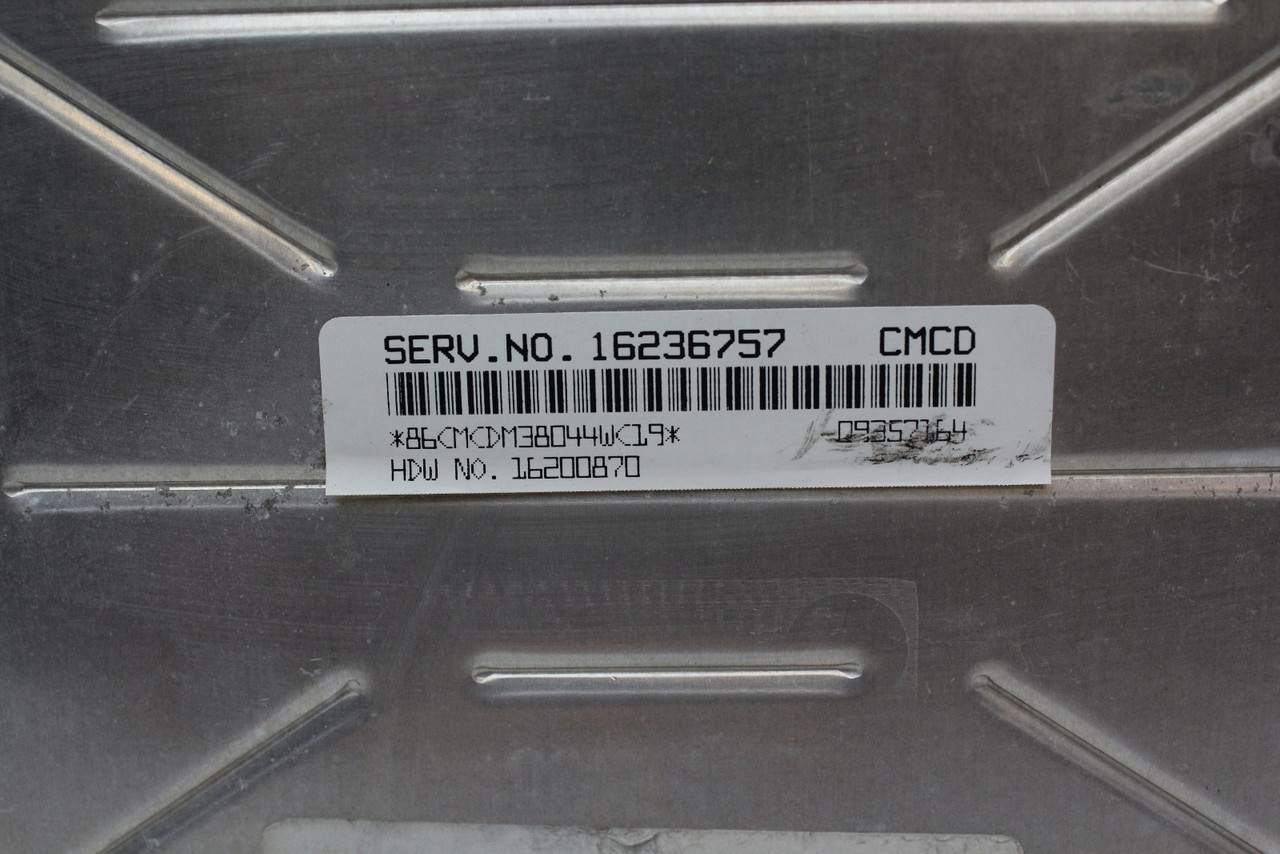 SERV.NO. 16236757 CMCD
*86CMCDM38044WC19* 09357164
HDW NO. 16200870